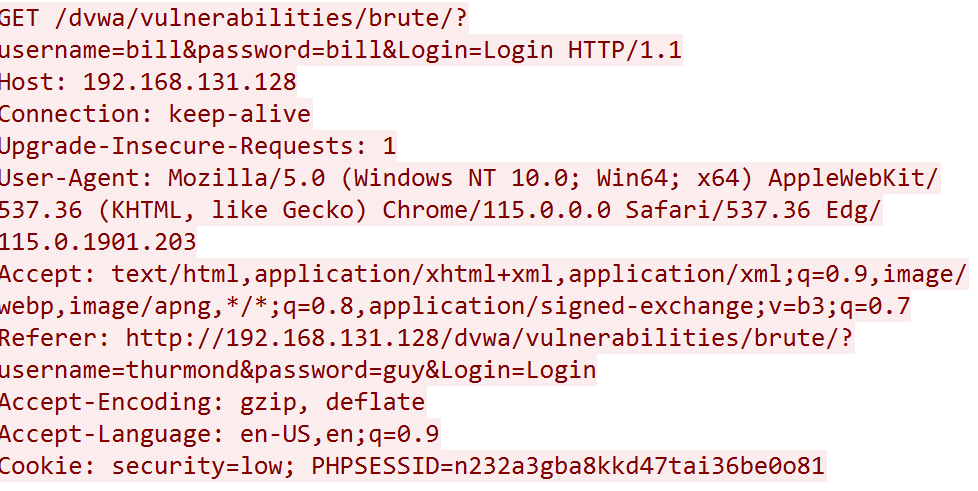 GET /dvwa/vulnerabilities/brute/?
username=bill&password=bill&Login=Login HTTP/1.1
Host: 192.168.131.128
Connection: keep-alive
Upgrade-Insecure-Requests: 1
User-Agent: Mozilla/5.0 (Windows NT 10.0; Win64; x64) AppleWebKit/
537.36 (KHTML, like Gecko) Chrome/115.0.0.0 Safari/537.36 Edg/
115.0.1901.203
Accept: text/html,application/xhtml+xml,application/xml;q=0.9,image/
webp,image/apng,*/*;q=0.8,application/signed-exchange;v=b3;q=0.7
Referer: http://192.168.131.128/dvwa/vulnerabilities/brute/?
username=thurmond&password=guy&Login=Login
Accept-Encoding: gzip, deflate
Accept-Language: en-US,en;q=0.9
Cookie: security=low; PHPSESSID=n232a3gba8kkd47tai36be0o81